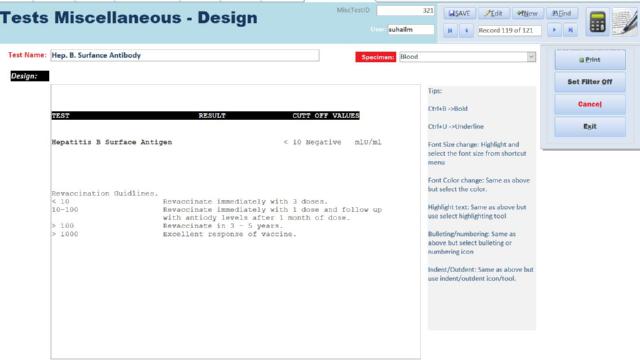 Tests Miscellaneous - Design
MiscTestID 321
User suhailm
SAVE Edit New Find
Record 119 of 121
Test Name: Hep. B. Surfance Antibody
Specimen: Blood
Design:
TEST RESULT CUTT OFF VALUES
Hepatitis B Surface Antigen < 10 Negative mlU/ml
Revaccination Guidlines.
< 10 Revaccinate immediately with 3 doses.
10-100 Revaccinate immediately with 1 dose and follow up
with antiody levels after 1 month of dose.
> 100 Revaccinate in 3 - 5 years.
> 1000 Excellent response of vaccine.
Tips:
Ctrl+B ->Bold
Ctrl+U ->Underline
Font Size change: Highlight and
select the font size from shortcut
menu
Font Color change: Same as above
but select the color.
Highlight text: Same as above but
use select highlighting tool
Bulleting/numbering: Same as
above but select bulleting or
numbering icon
Indent/Outdent: Same as above but
use indent/outdent icon/tool.
Print
Set Filter Off
Cancel
Exit